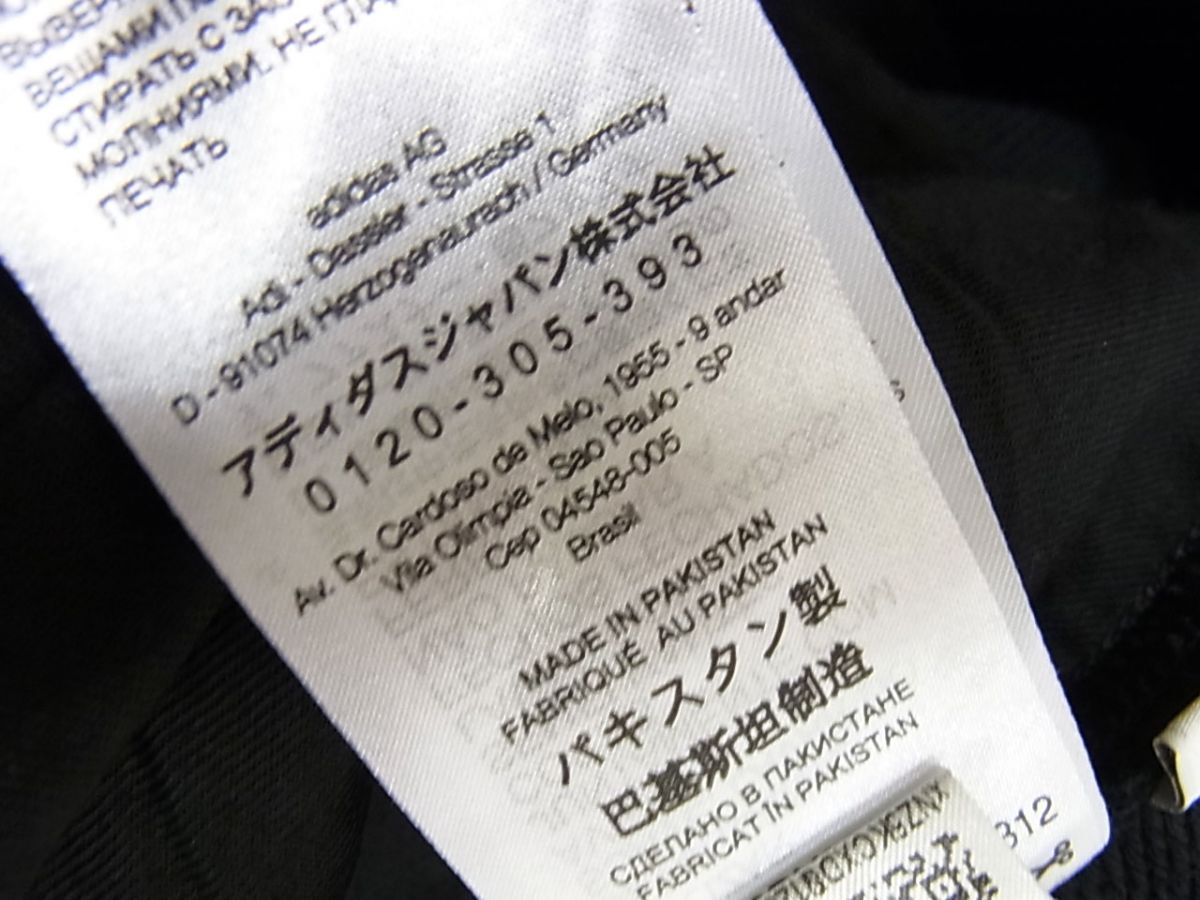 ВЕЩАМИ
СТИРАТЬ С
МОЛНИЯМИ. НЕ
ПЕЧАТЬ
adidas AG
Adi - Dassler - Strasse 1
D - 91074 Herzogenaurach / Germany
アディダスジャパン株式会社
0120-305-393
Av. Dr. Cardoso de Melo, 1955 - 9 andar
Vila Olimpia - Sao Paulo - SP
Cep 04548-005
Brasil
MADE IN PAKISTAN
FABRIQUÉ AU PAKISTAN
パキスタン製
巴基斯坦制造
СДЕЛАНО В ПАКИСТАНЕ
FABRICAT ÎN PAKISTAN
312